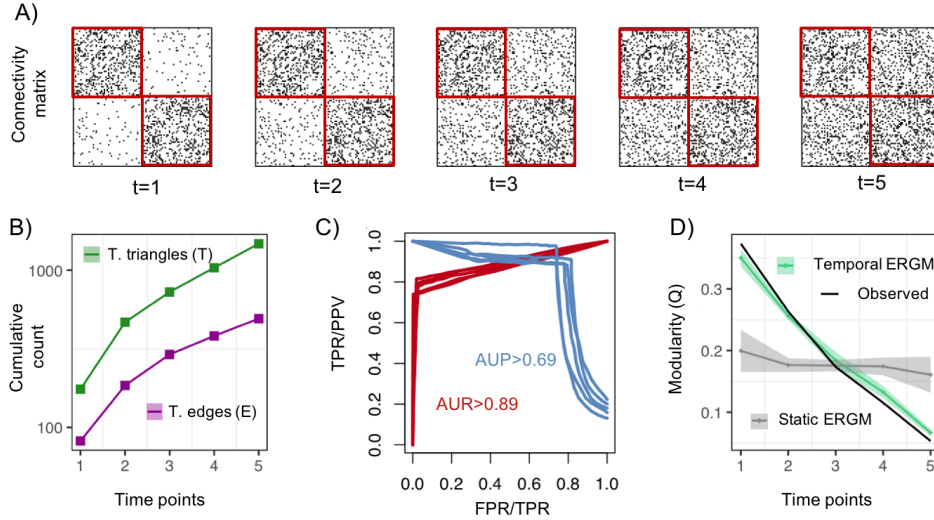 A)
Connectivity
matrix
t=1
t=2
t=3
t=4
t=5
B)
T. triangles (T)
T. edges (E)
1000
100
Cumulative
count
1 2 3 4 5
Time points
C)
TPR/PPV
0.0 0.2 0.4 0.6 0.8 1.0
AUP>0.69
AUR>0.89
0.0 0.2 0.4 0.6 0.8 1.0
FPR/TPR
D)
Modularity (Q)
0.3
0.2
0.1
Temporal ERGM
Observed
Static ERGM
1 2 3 4 5
Time points